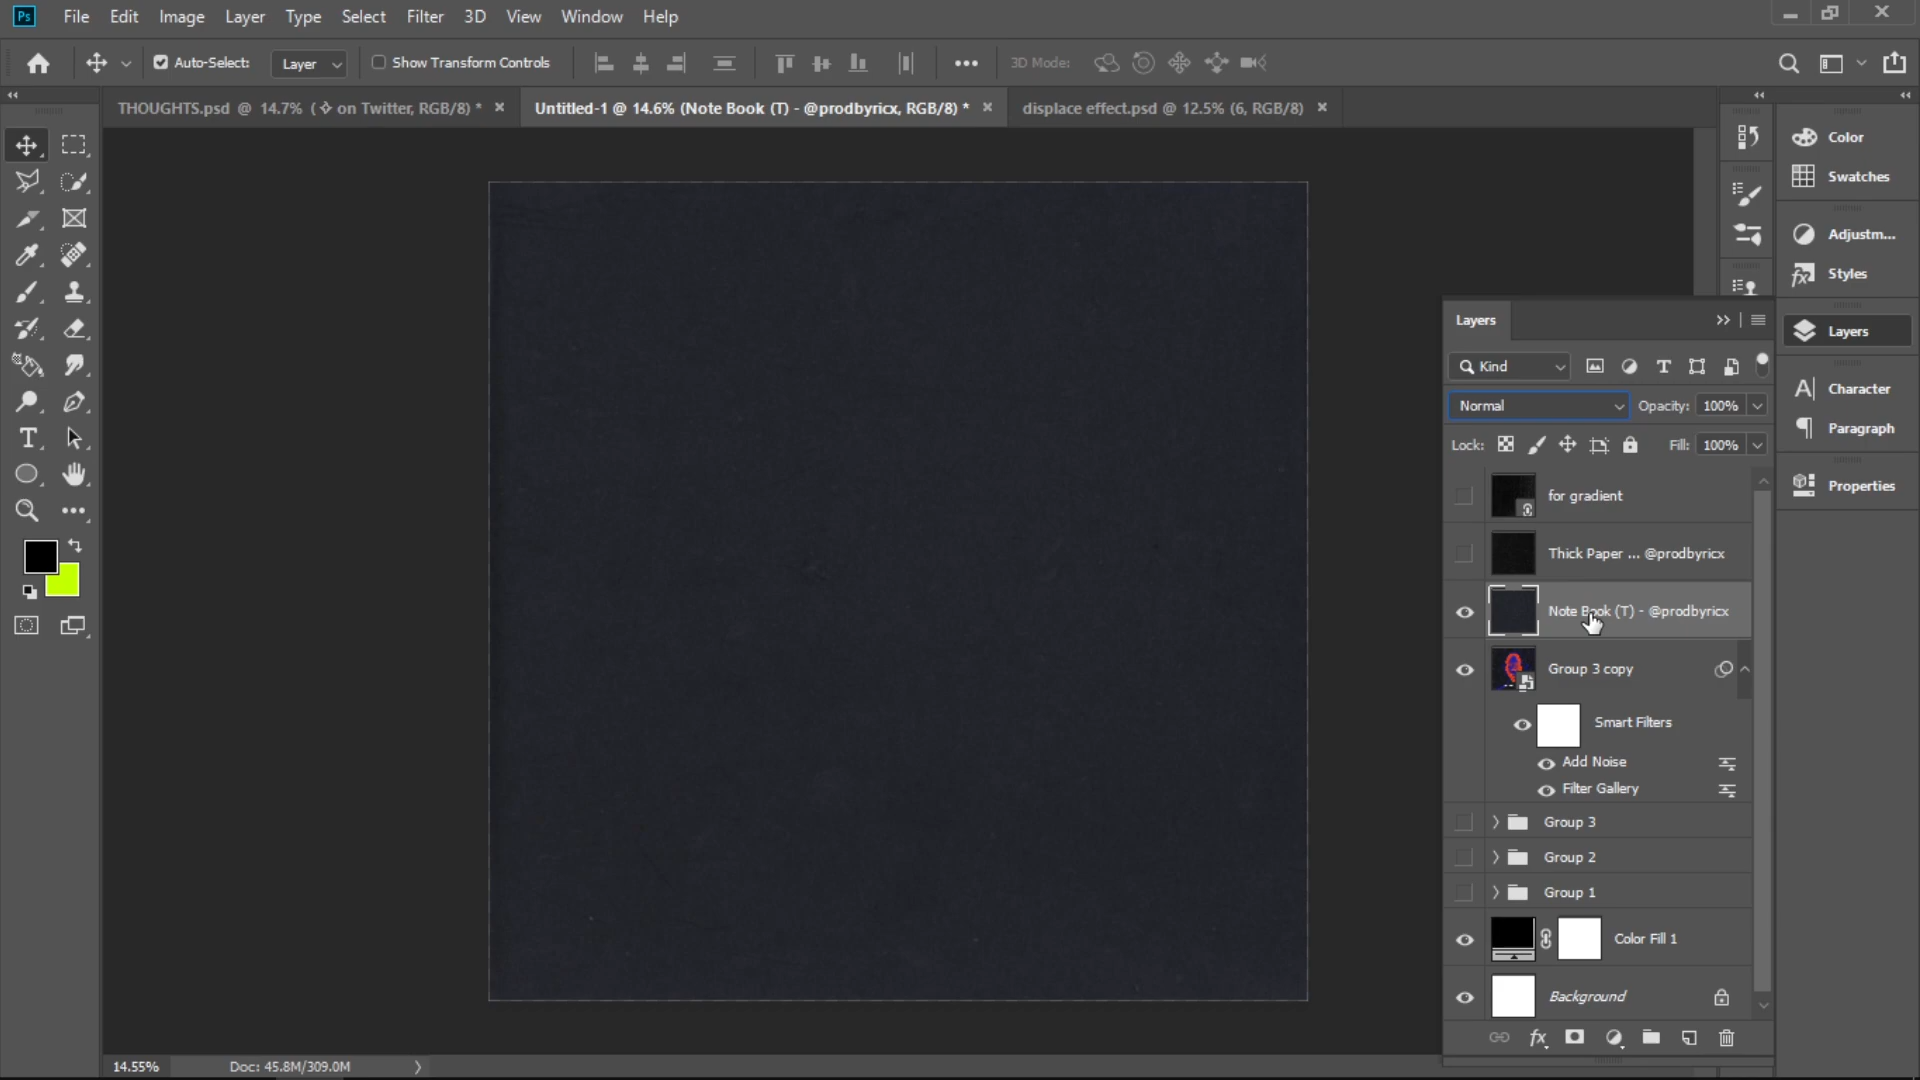 Ps File Edit Image Layer Type Select Filter 3D View Window Help
Auto-Select: Layer Show Transform Controls 3D Mode:
THOUGHTS.psd @ 14.7% ( on Twitter, RGB/8) *
Untitled-1 @ 14.6% (Note Book (T) - @prodbyricx, RGB/8) *
displace effect.psd @ 12.5% (6, RGB/8)
Color
Swatches
Adjustm...
Styles
Layers
Character
Paragraph
Properties
Layers
Kind
Normal Opacity: 100%
Lock: Fill: 100%
for gradient
Thick Paper ... @prodbyricx
Note Book (T) - @prodbyricx
Group 3 copy
Smart Filters
Add Noise
Filter Gallery
Group 3
Group 2
Group 1
Color Fill 1
Background
14.55% Doc: 45.8M/309.0M